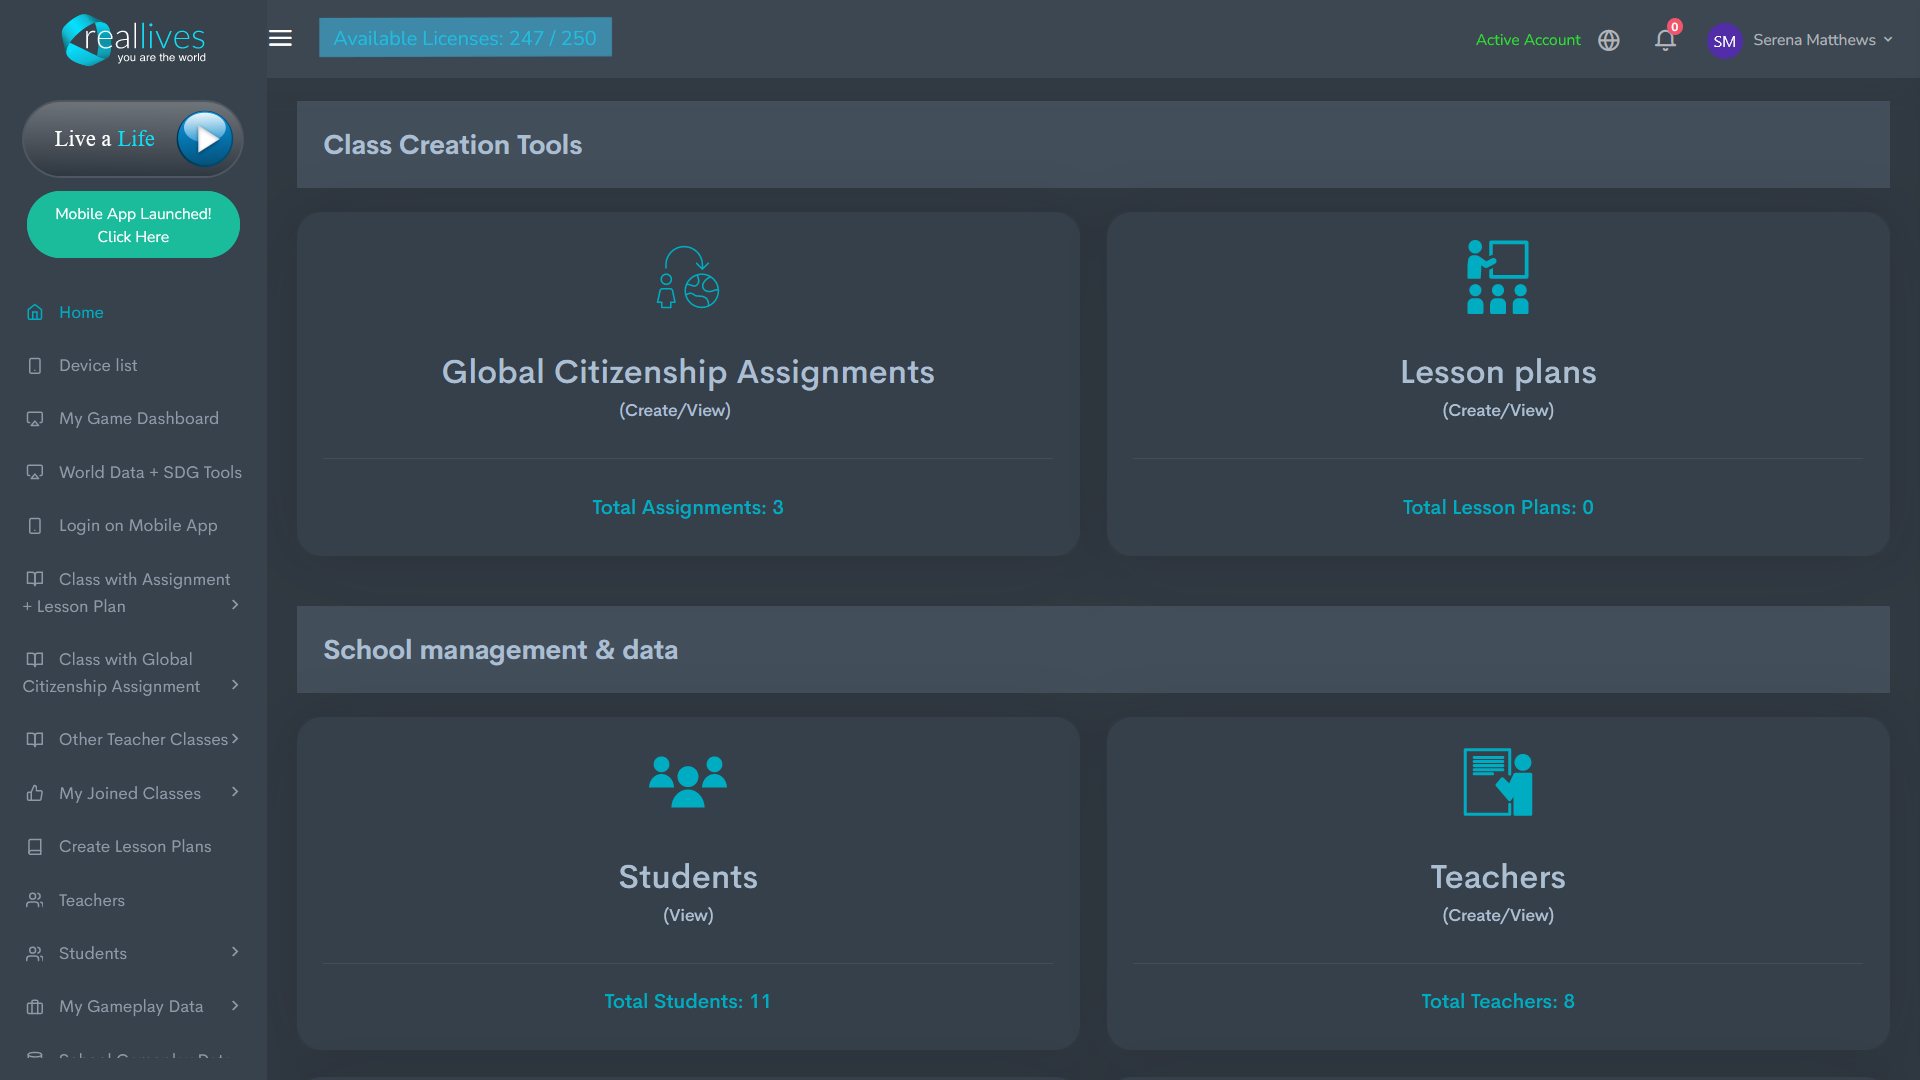 reallives
you are the world
Available Licenses: 247 / 250
Active Account
0
SM
Serena Matthews
Live a Life
Mobile App Launched!
Click Here
Home
Device list
My Game Dashboard
World Data + SDG Tools
Login on Mobile App
Class with Assignment
+ Lesson Plan
Class with Global
Citizenship Assignment
Other Teacher Classes
My Joined Classes
Create Lesson Plans
Teachers
Students
My Gameplay Data
School Gameplay Data
Class Creation Tools
Global Citizenship Assignments
(Create/View)
Total Assignments: 3
Lesson plans
(Create/View)
Total Lesson Plans: 0
School management & data
Students
(View)
Total Students: 11
Teachers
(Create/View)
Total Teachers: 8